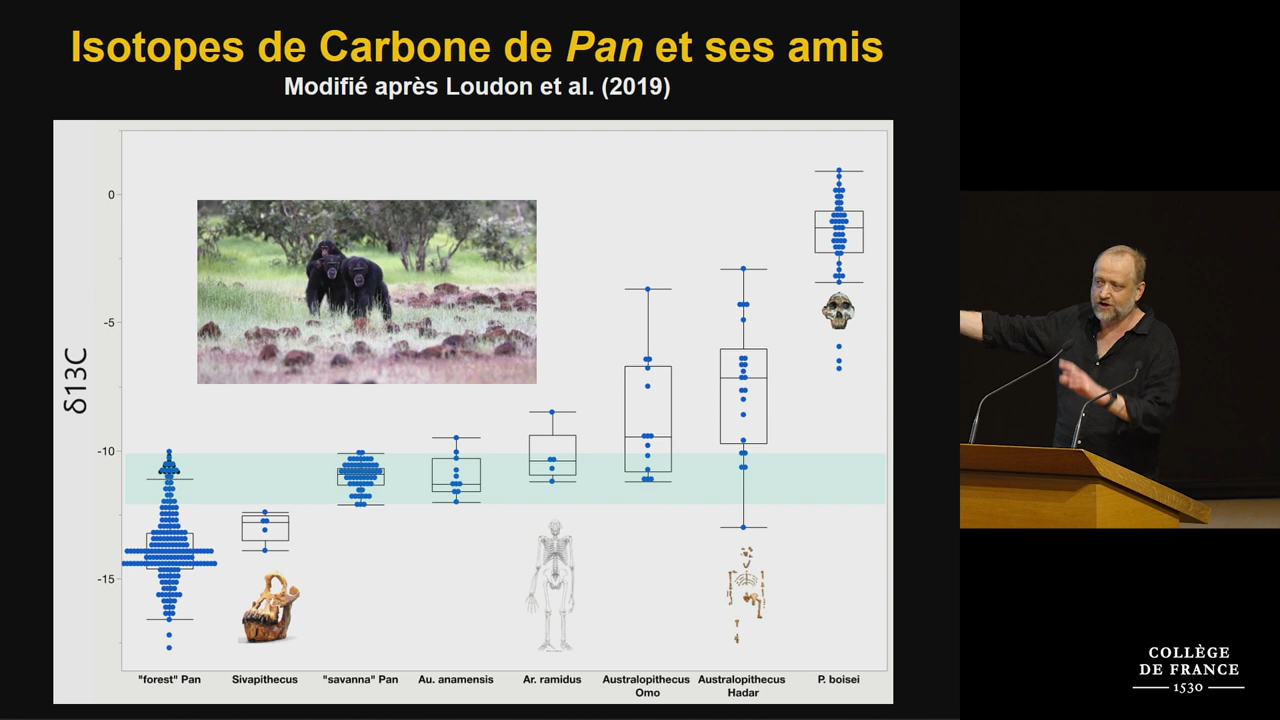 Isotopes de Carbone de Pan et ses amis
Modifié après Loudon et al. (2019)
δ13C
0
-5
-10
-15
"forest" Pan
Sivapithecus
"savanna" Pan
Au. anamensis
Ar. ramidus
Australopithecus
Omo
Australopithecus
Hadar
P. boisei
COLLÈGE
DE FRANCE
1530